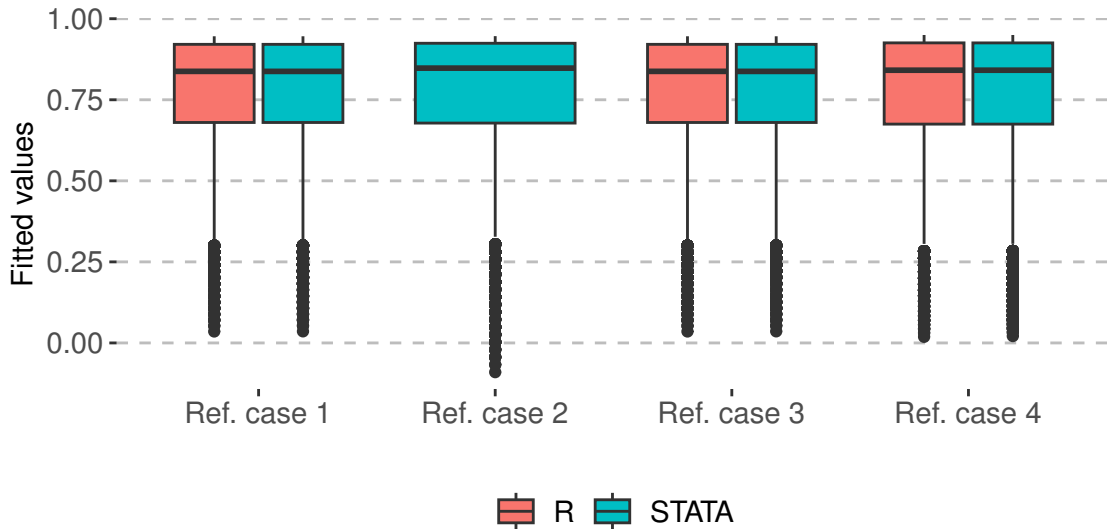 1.00
0.75
0.50
0.25
0.00
Fitted values
Ref. case 1
Ref. case 2
Ref. case 3
Ref. case 4
R
STATA